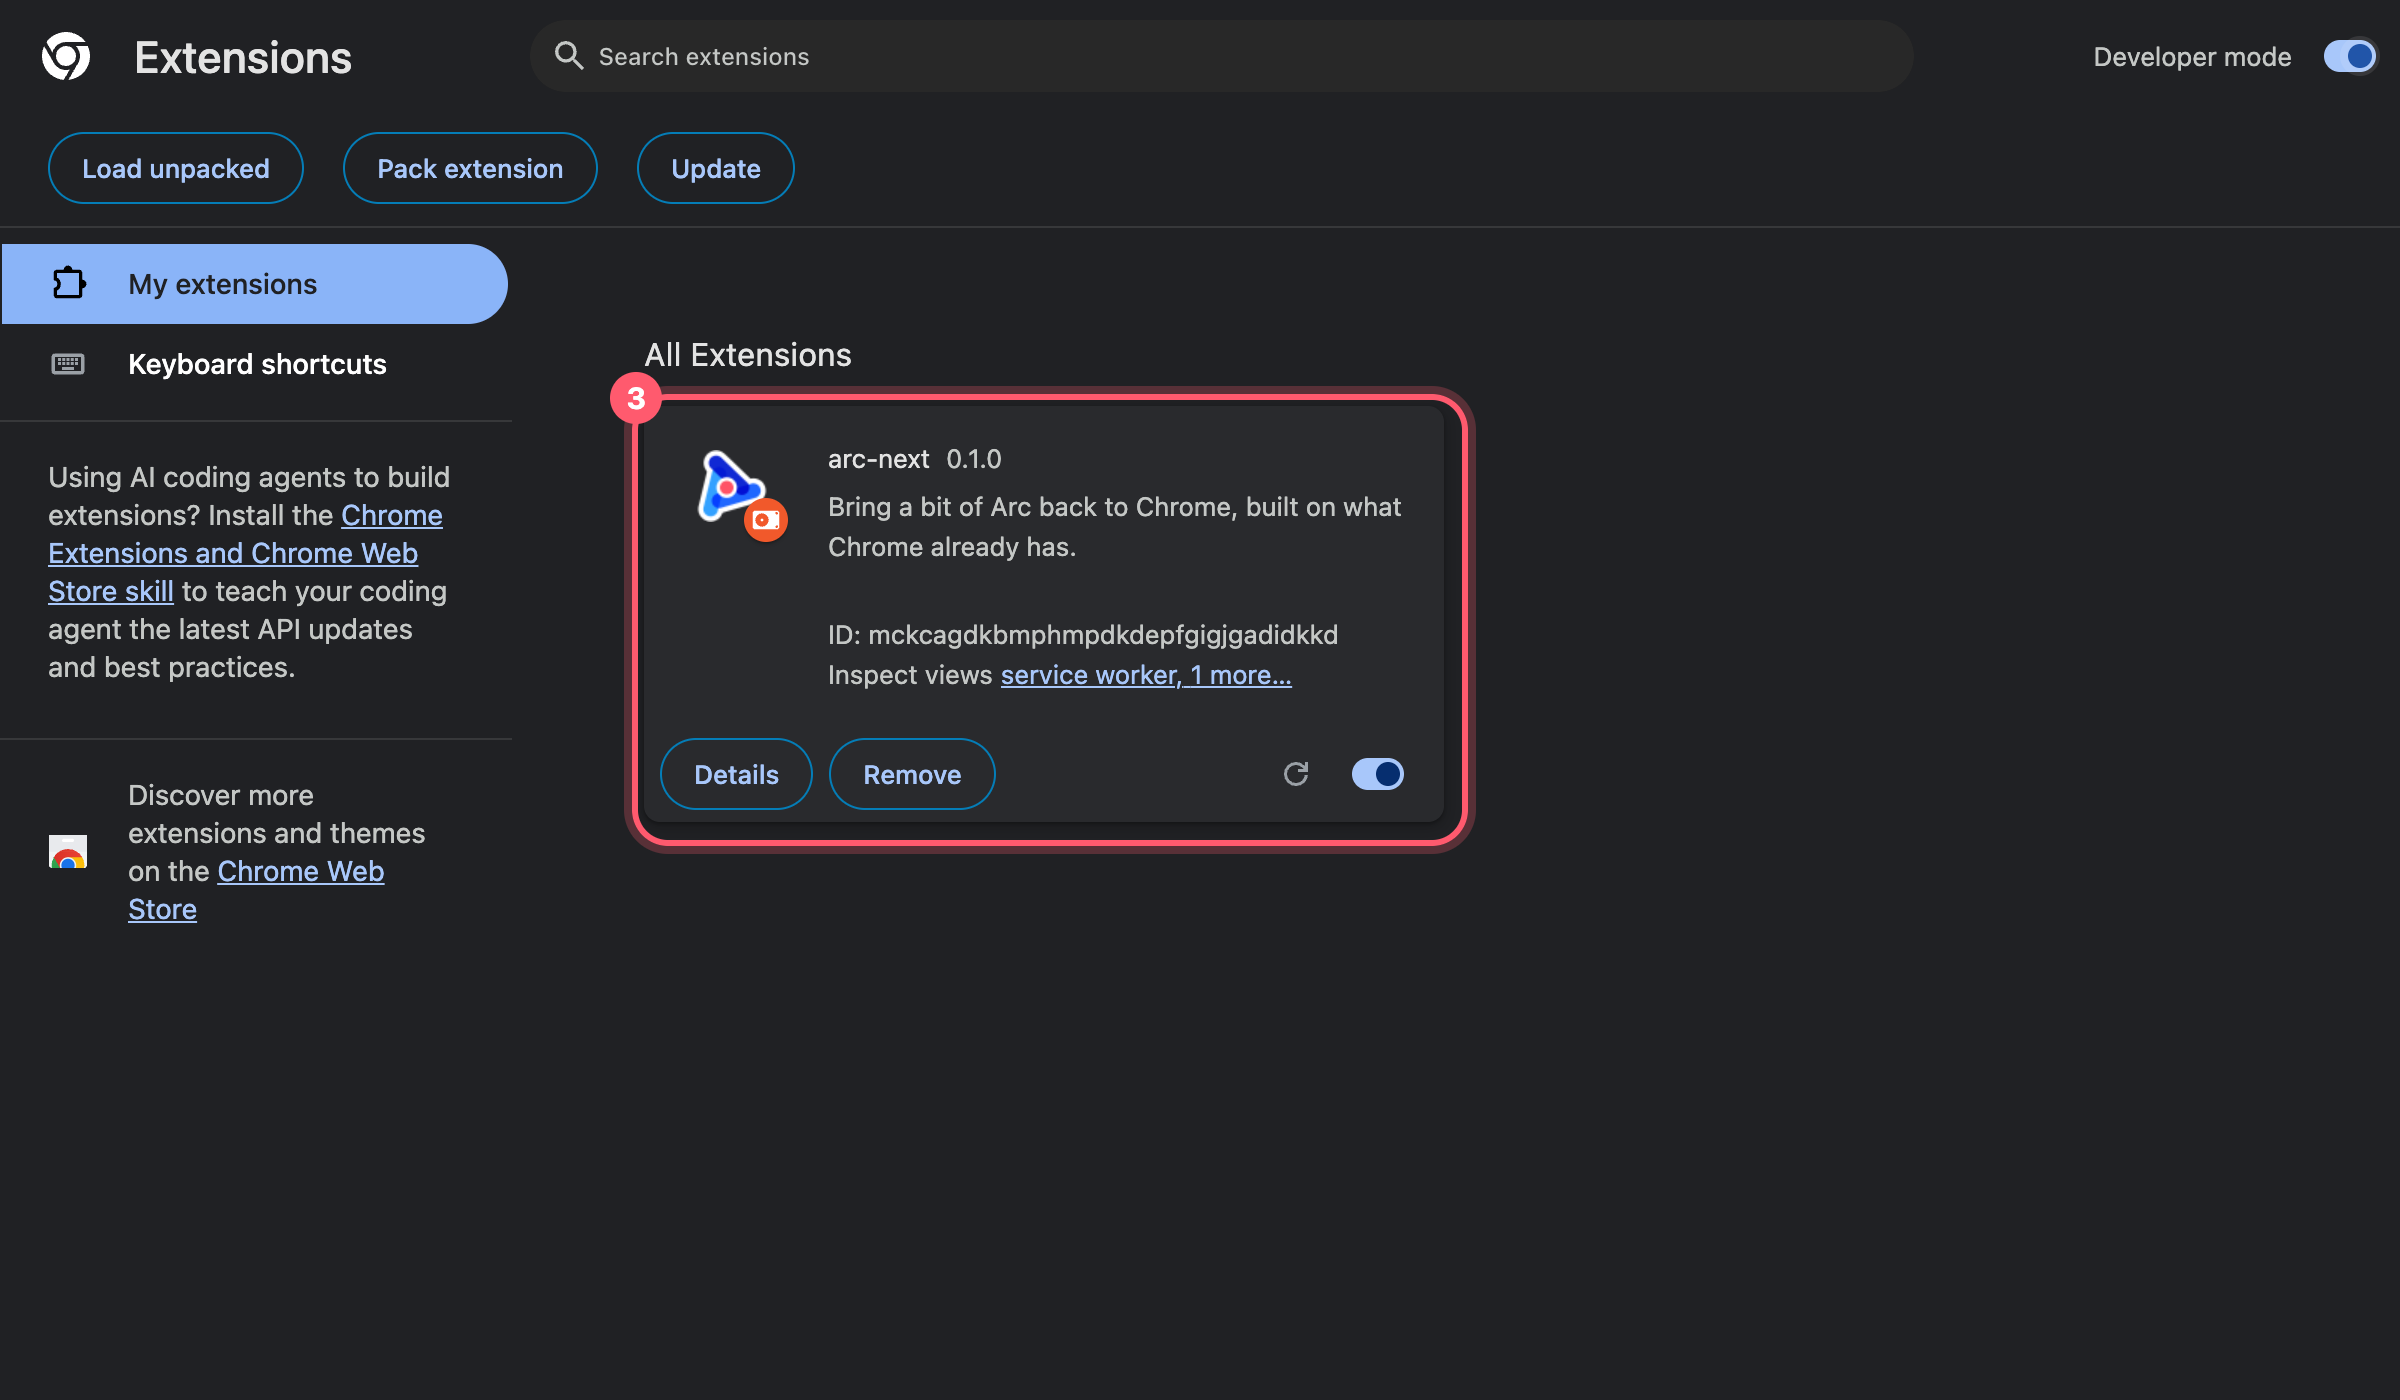 Extensions
Search extensions
Developer mode
Load unpacked
Pack extension
Update
My extensions
Keyboard shortcuts
Using AI coding agents to build
extensions? Install the Chrome
Extensions and Chrome Web
Store skill to teach your coding
agent the latest API updates
and best practices.
Discover more
extensions and themes
on the Chrome Web
Store
All Extensions
3
arc-next 0.1.0
Bring a bit of Arc back to Chrome, built on what
Chrome already has.
ID: mckcagdkbmphmpdkdepfgigjgadidkkd
Inspect views service worker, 1 more...
Details
Remove